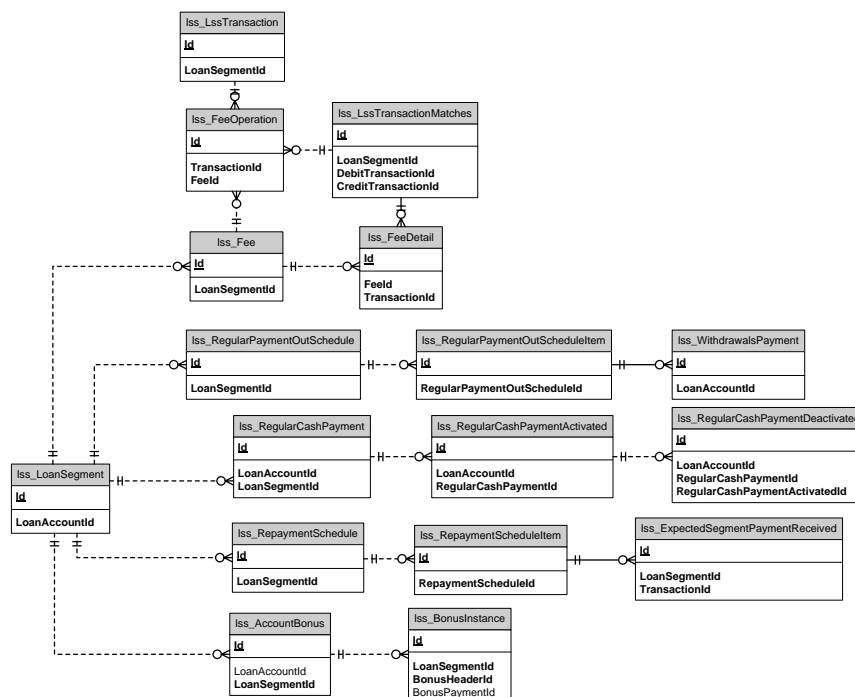 lss_LssTransaction
Id
LoanSegmentId
lss_FeeOperation
Id
TransactionId
FeeId
lss_LssTransactionMatches
Id
LoanSegmentId
DebitTransactionId
CreditTransactionId
lss_Fee
Id
LoanSegmentId
lss_FeeDetail
Id
FeeId
TransactionId
lss_RegularPaymentOutSchedule
Id
LoanSegmentId
lss_RegularPaymentOutScheduleItem
Id
RegularPaymentOutScheduleId
lss_WithdrawalsPayment
Id
LoanAccountId
lss_RegularCashPayment
Id
LoanAccountId
LoanSegmentId
lss_RegularCashPaymentActivated
Id
LoanAccountId
RegularCashPaymentId
lss_RegularCashPaymentDeactivated
Id
LoanAccountId
RegularCashPaymentId
RegularCashPaymentActivatedId
lss_LoanSegment
Id
LoanAccountId
lss_RepaymentSchedule
Id
LoanSegmentId
lss_RepaymentScheduleItem
Id
RepaymentScheduleId
lss_ExpectedSegmentPaymentReceived
Id
LoanSegmentId
TransactionId
lss_AccountBonus
Id
LoanAccountId
LoanSegmentId
lss_BonusInstance
Id
LoanSegmentId
BonusHeaderId
BonusPaymentId